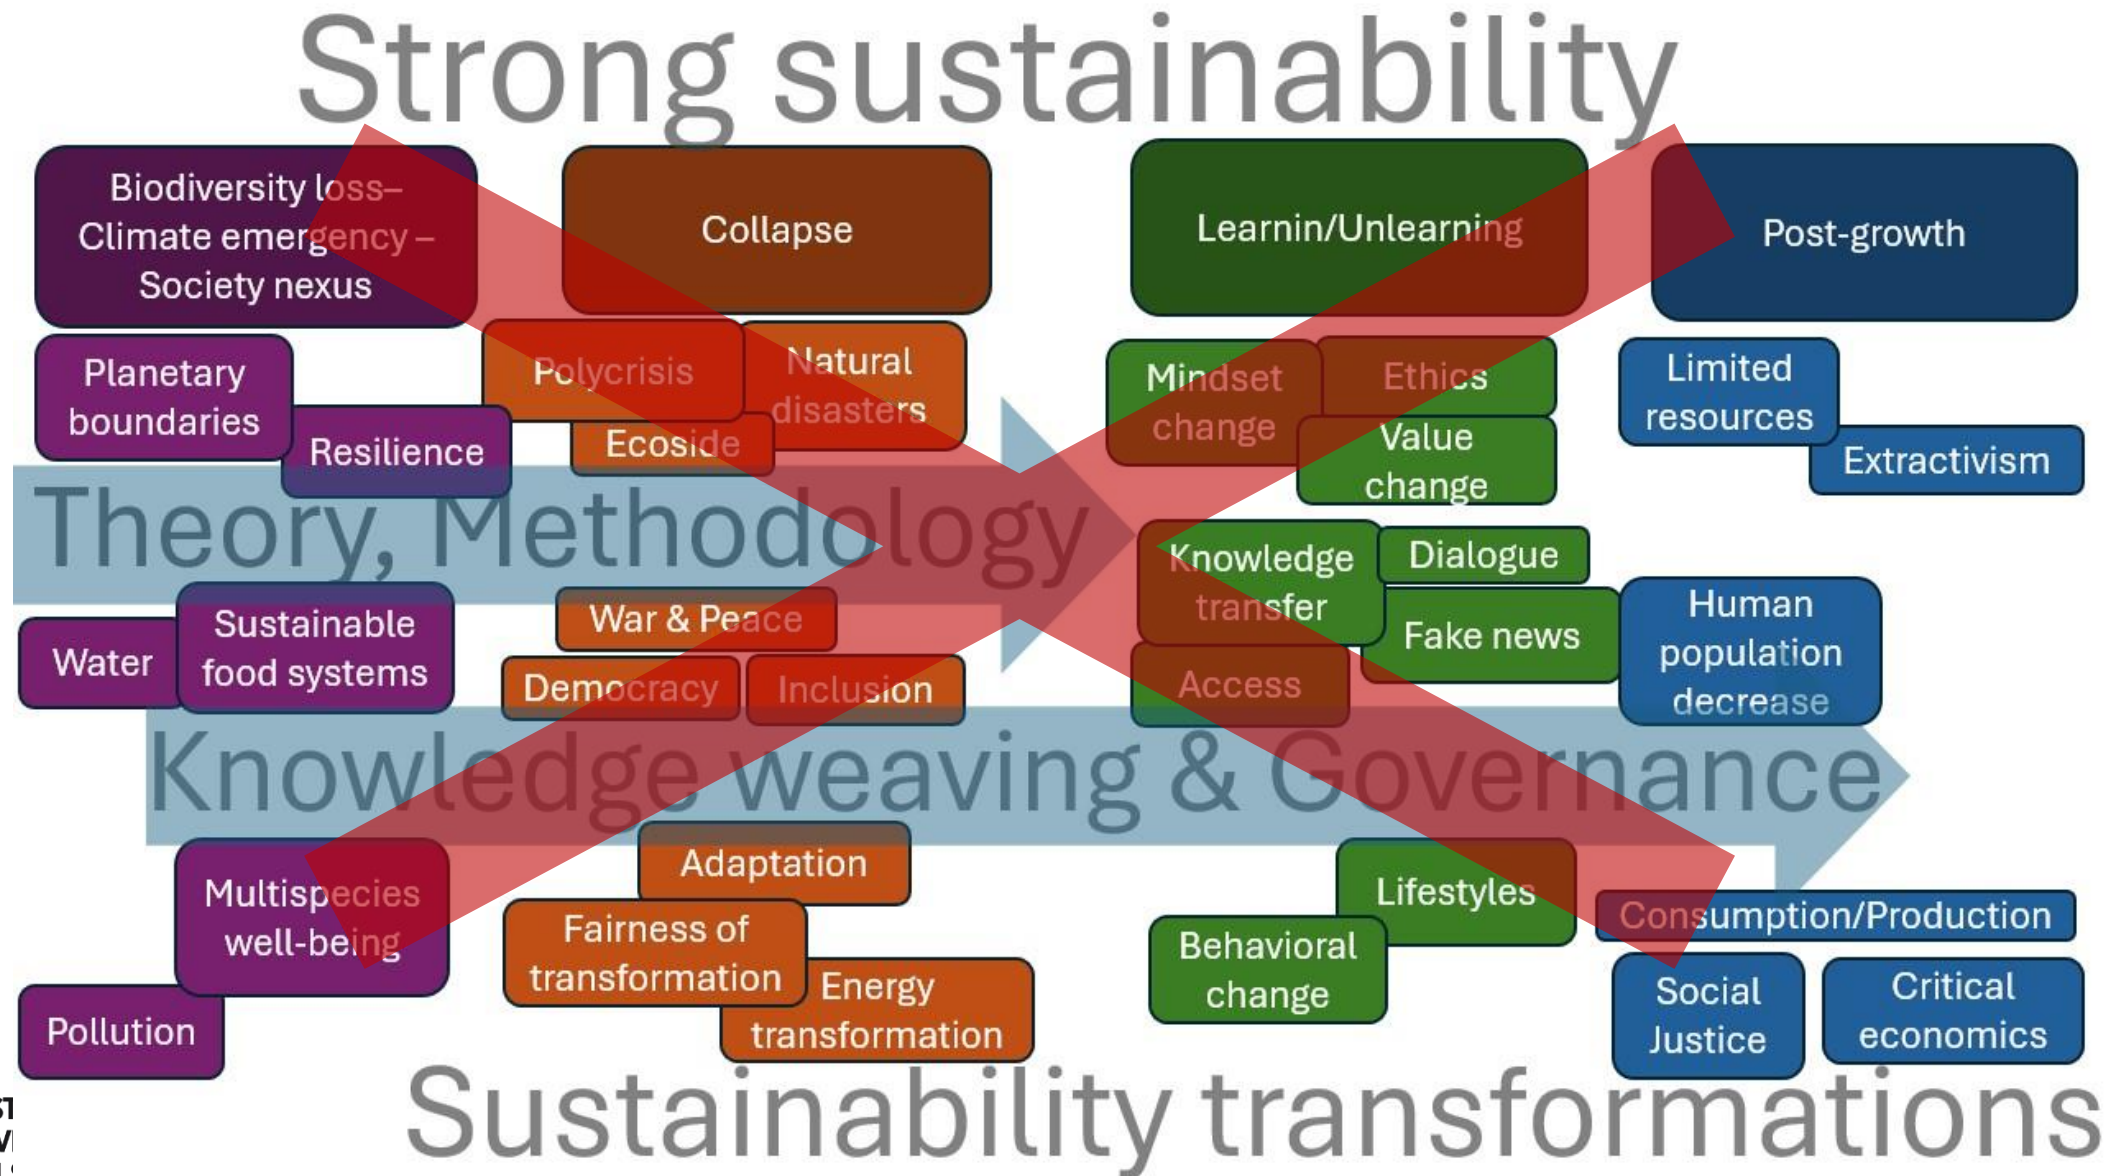 Strong sustainability
Biodiversity loss–
Climate emergency –
Society nexus
Collapse
Learnin/Unlearning
Post-growth
Planetary
boundaries
Resilience
Polycrisis
Natural
disasters
Ecoside
Mindset
change
Ethics
Value
change
Limited
resources
Extractivism
Theory, Methodology
Knowledge
transfer
Dialogue
Fake news
Access
Human
population
decrease
Water
Sustainable
food systems
War & Peace
Democracy
Inclusion
Knowledge weaving & Governance
Multispecies
well-being
Pollution
Adaptation
Fairness of
transformation
Energy
transformation
Lifestyles
Behavioral
change
Consumption/Production
Social
Justice
Critical
economics
Sustainability transformations